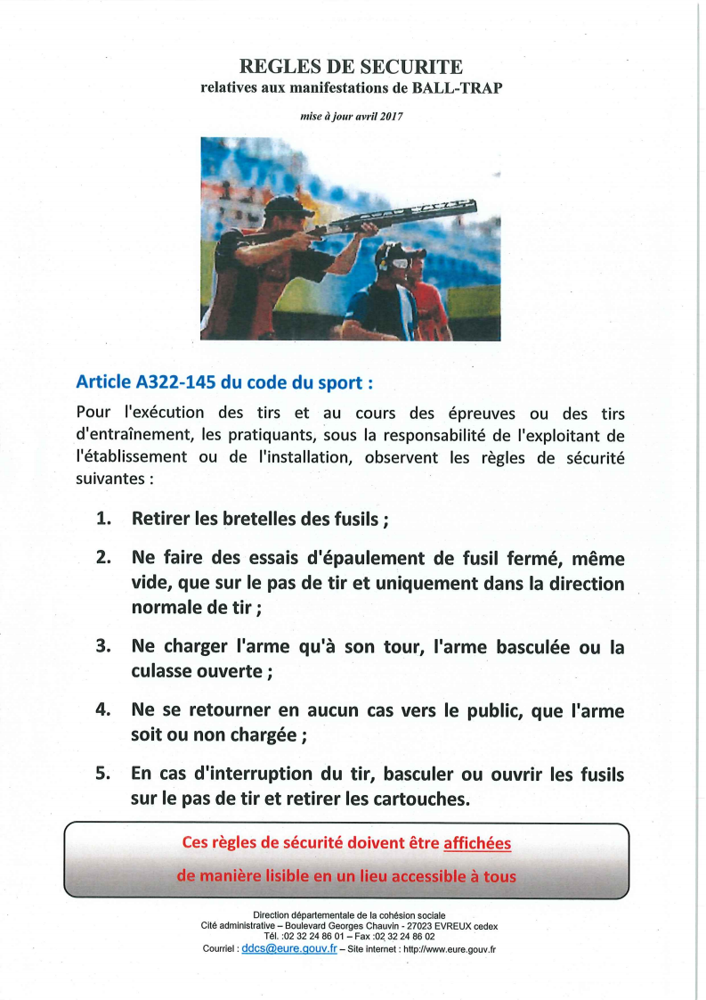 REGLES DE SECURITE
relatives aux manifestations de BALL-TRAP
mise à jour avril 2017
Article A322-145 du code du sport :
Pour l'exécution des tirs et au cours des épreuves ou des tirs
d'entraînement, les pratiquants, sous la responsabilité de l'exploitant de
l'établissement ou de l'installation, observent les règles de sécurité
suivantes :
1. Retirer les bretelles des fusils ;
2. Ne faire des essais d'épaulement de fusil fermé, même
vide, que sur le pas de tir et uniquement dans la direction
normale de tir ;
3. Ne charger l'arme qu'à son tour, l'arme basculée ou la
culasse ouverte ;
4. Ne se retourner en aucun cas vers le public, que l'arme
soit ou non chargée ;
5. En cas d'interruption du tir, basculer ou ouvrir les fusils
sur le pas de tir et retirer les cartouches.
Ces règles de sécurité doivent être affichées
de manière lisible en un lieu accessible à tous
Direction départementale de la cohésion sociale
Cité administrative – Boulevard Georges Chauvin - 27023 EVREUX cedex
Tél. :02 32 24 86 01 – Fax :02 32 24 86 02
Courriel : ddcs@eure.gouv.fr – Site internet : http://www.eure.gouv.fr